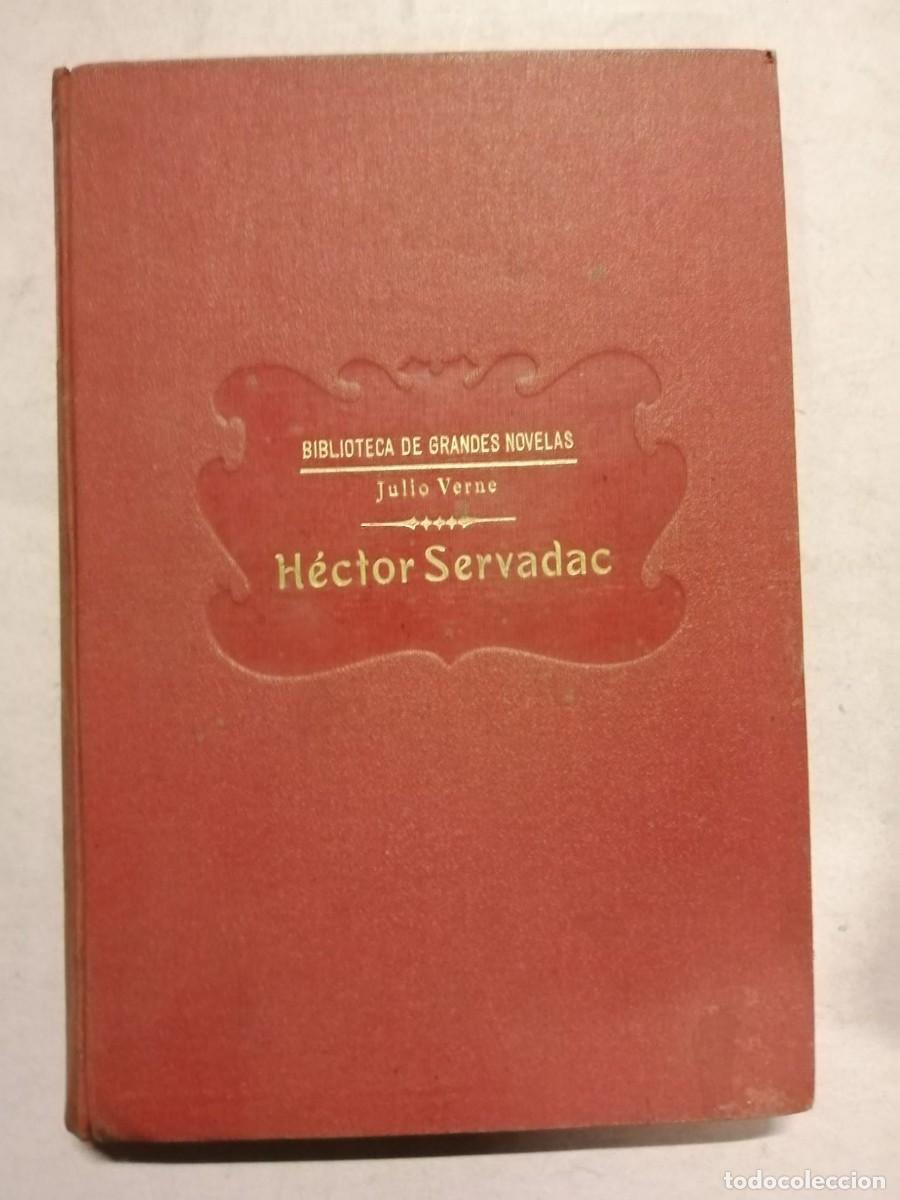 BIBLIOTECA DE GRANDES NOVELAS
Julio Verne
Héctor Servadac
todocoleccion